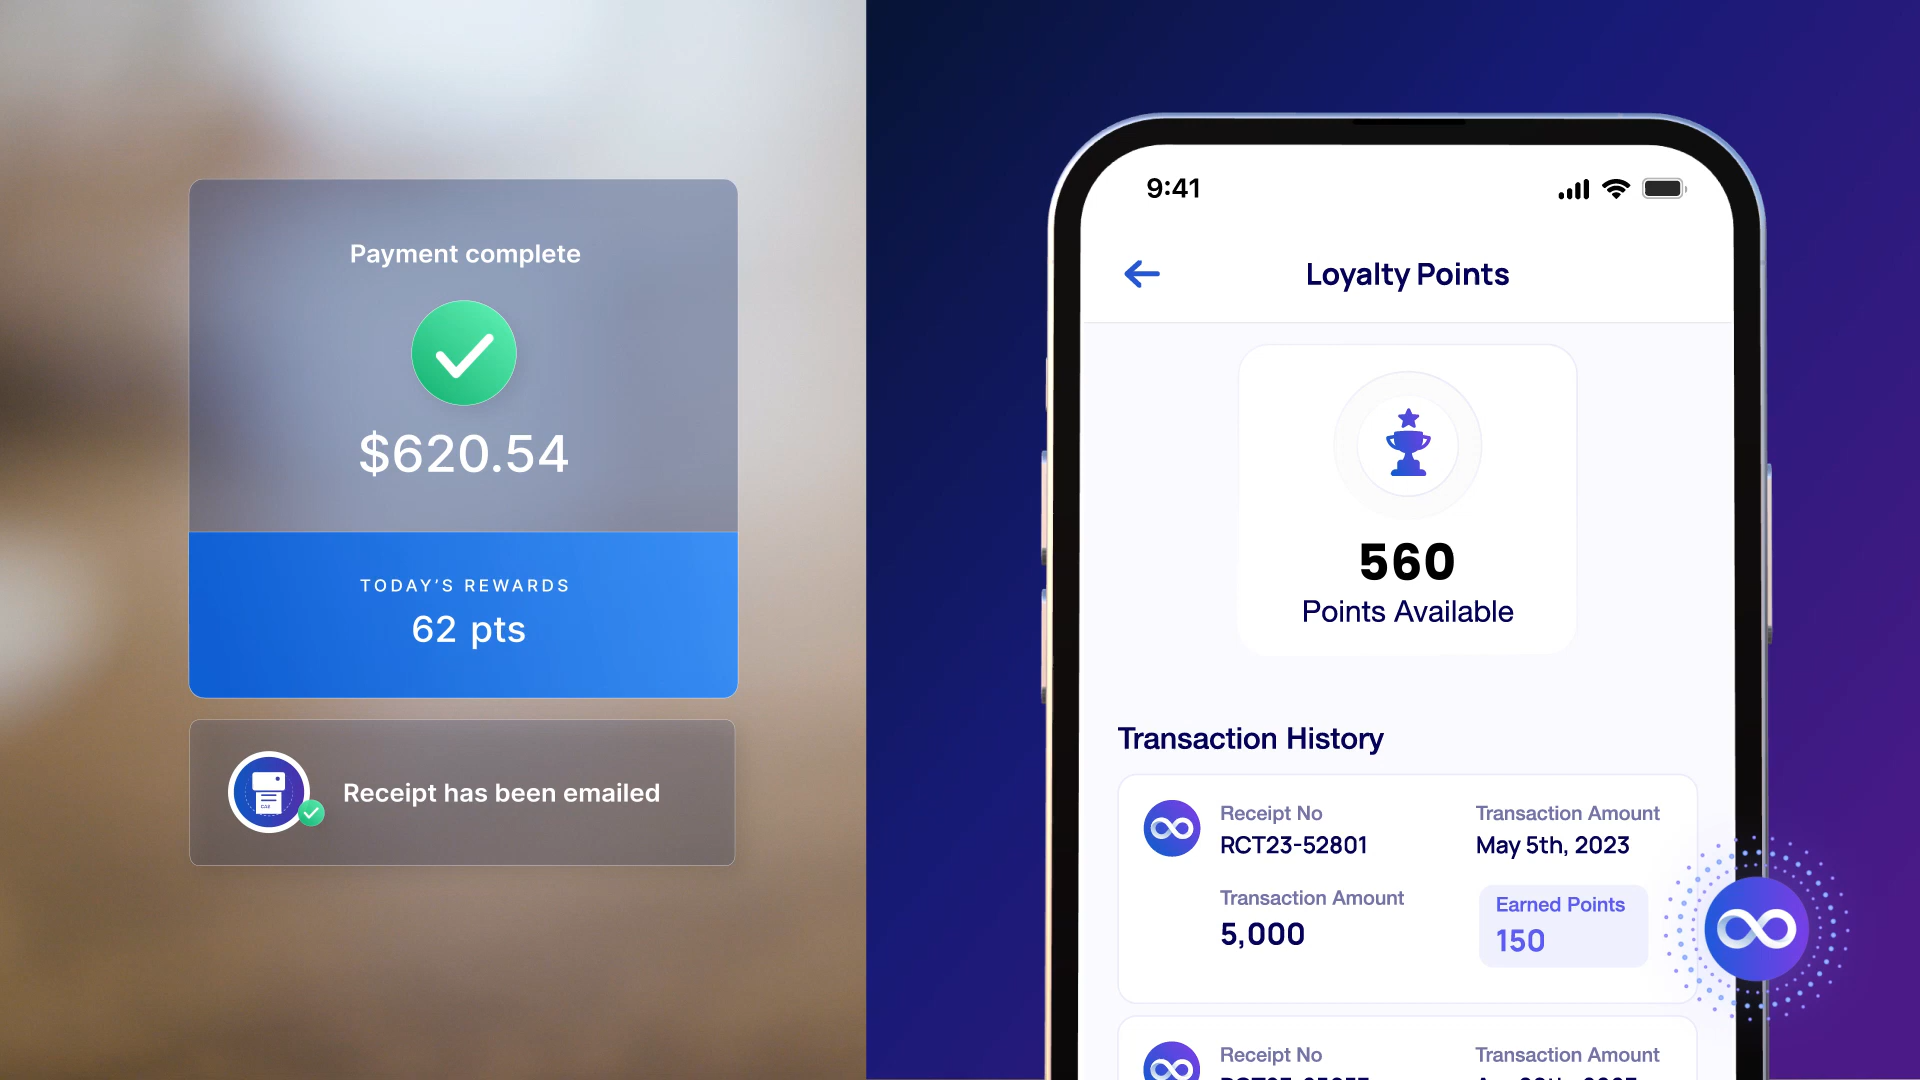 Payment complete
$620.54
TODAY'S REWARDS
62 pts
Receipt has been emailed
9:41
Loyalty Points
560
Points Available
Transaction History
Receipt No
Transaction Amount
RCT23-52801
May 5th, 2023
Transaction Amount
Earned Points
5,000
150
Receipt No
Transaction Amount